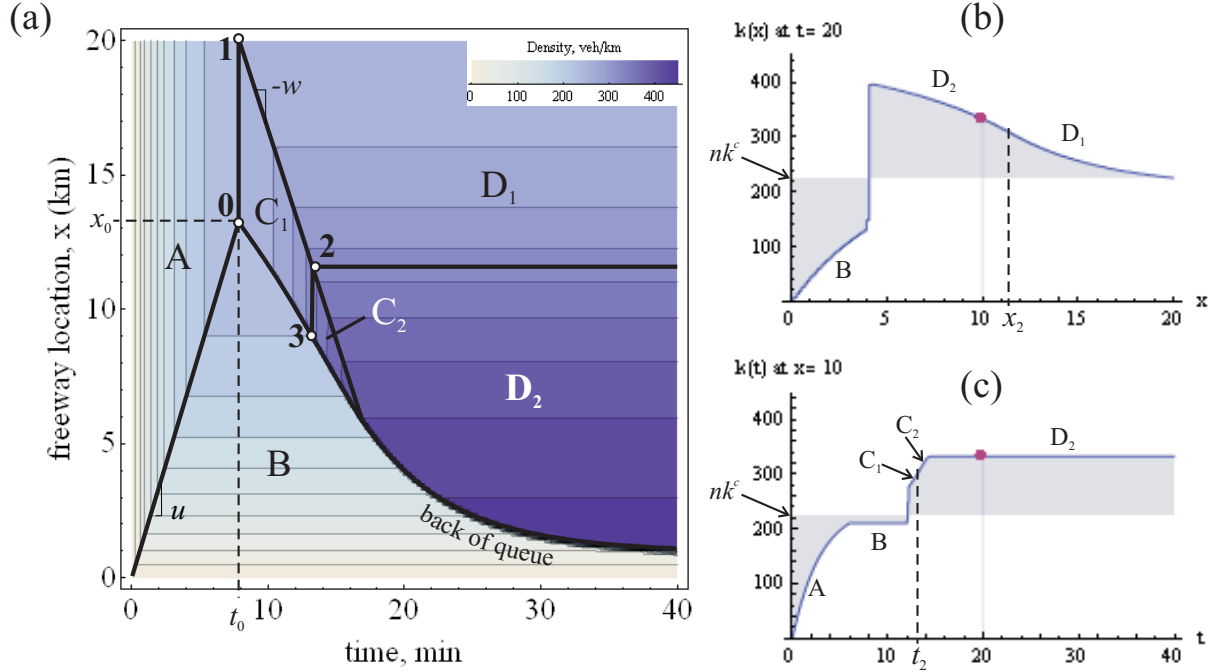 (a)
20
15
10
5
0
freeway location, x (km)
x₀
1
-w
Density, veh/km
0 100 200 300 400
0
C₁
D₁
A
2
C₂
3
D₂
B
u
back of queue
0 10 20 30 40
t₀
time, min
(b)
k(x) at t= 20
400
300
nkᶜ
200
100
D₂
D₁
B
0 5 10 15 20
x₂
x
(c)
k(t) at x= 10
400
300
nkᶜ
200
100
C₂
C₁
D₂
B
A
0 10 20 30 40
t₂
t